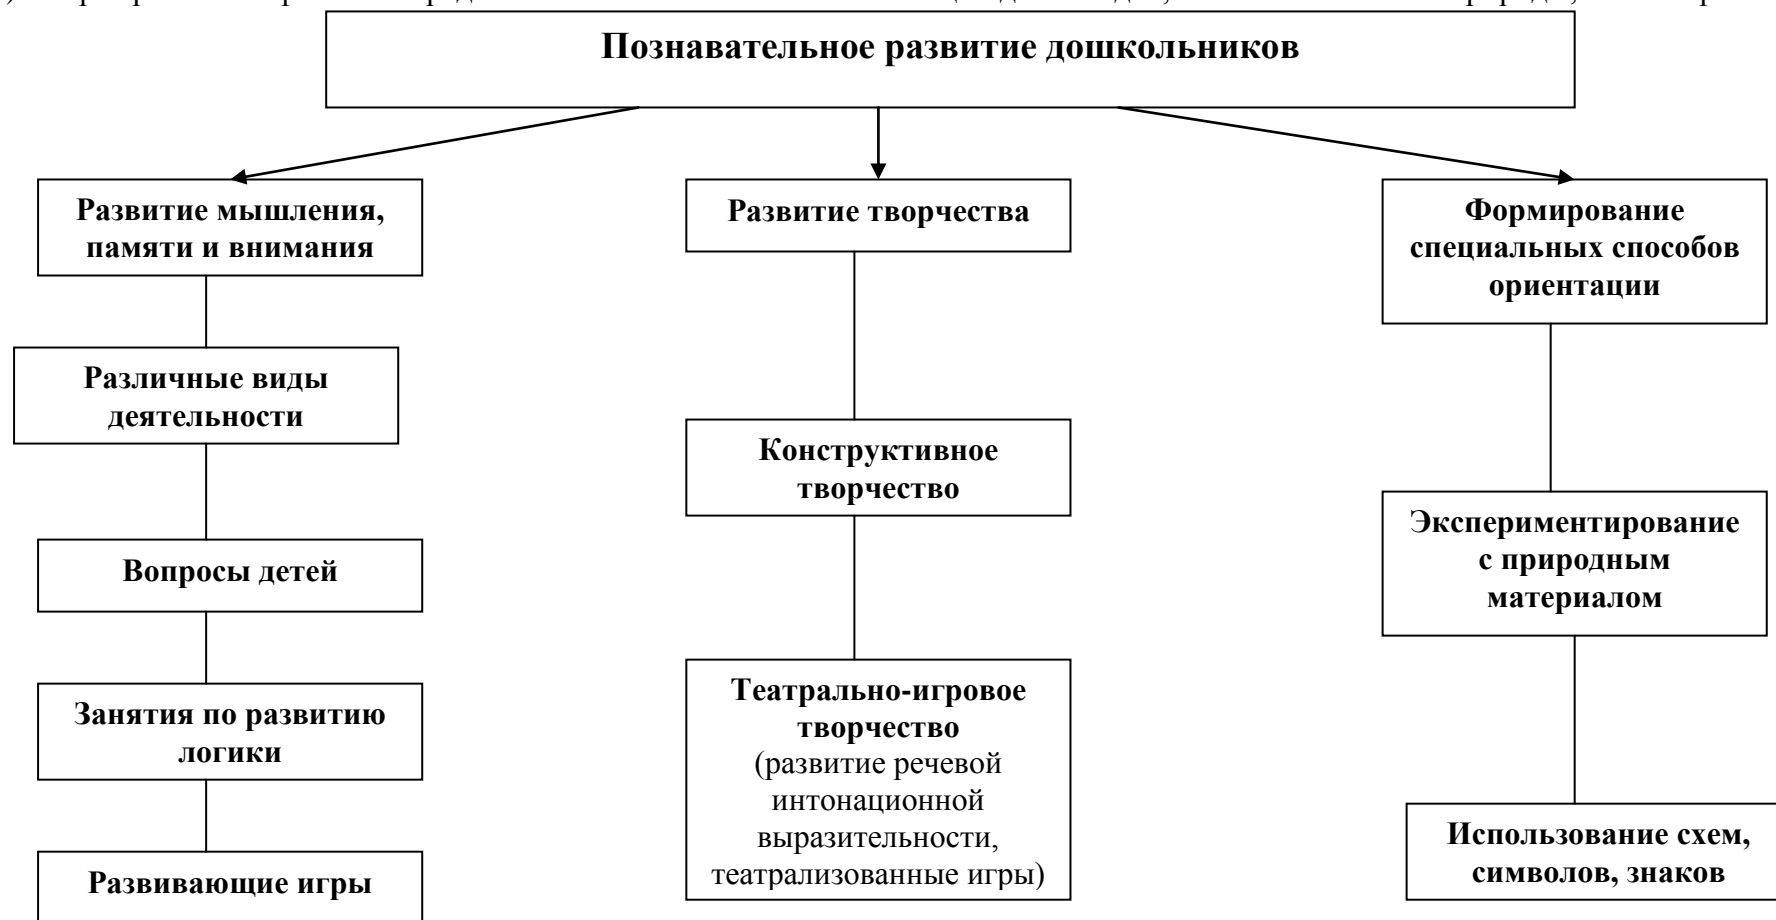 Познавательное развитие дошкольников
Развитие мышления,
памяти и внимания
Различные виды
деятельности
Вопросы детей
Занятия по развитию
логики
Развивающие игры
Развитие творчества
Конструктивное
творчество
Театрально-игровое
творчество
(развитие речевой
интонационной
выразительности,
театрализованные игры)
Формирование
специальных способов
ориентации
Экспериментирование
с природным
материалом
Использование схем,
символов, знаков